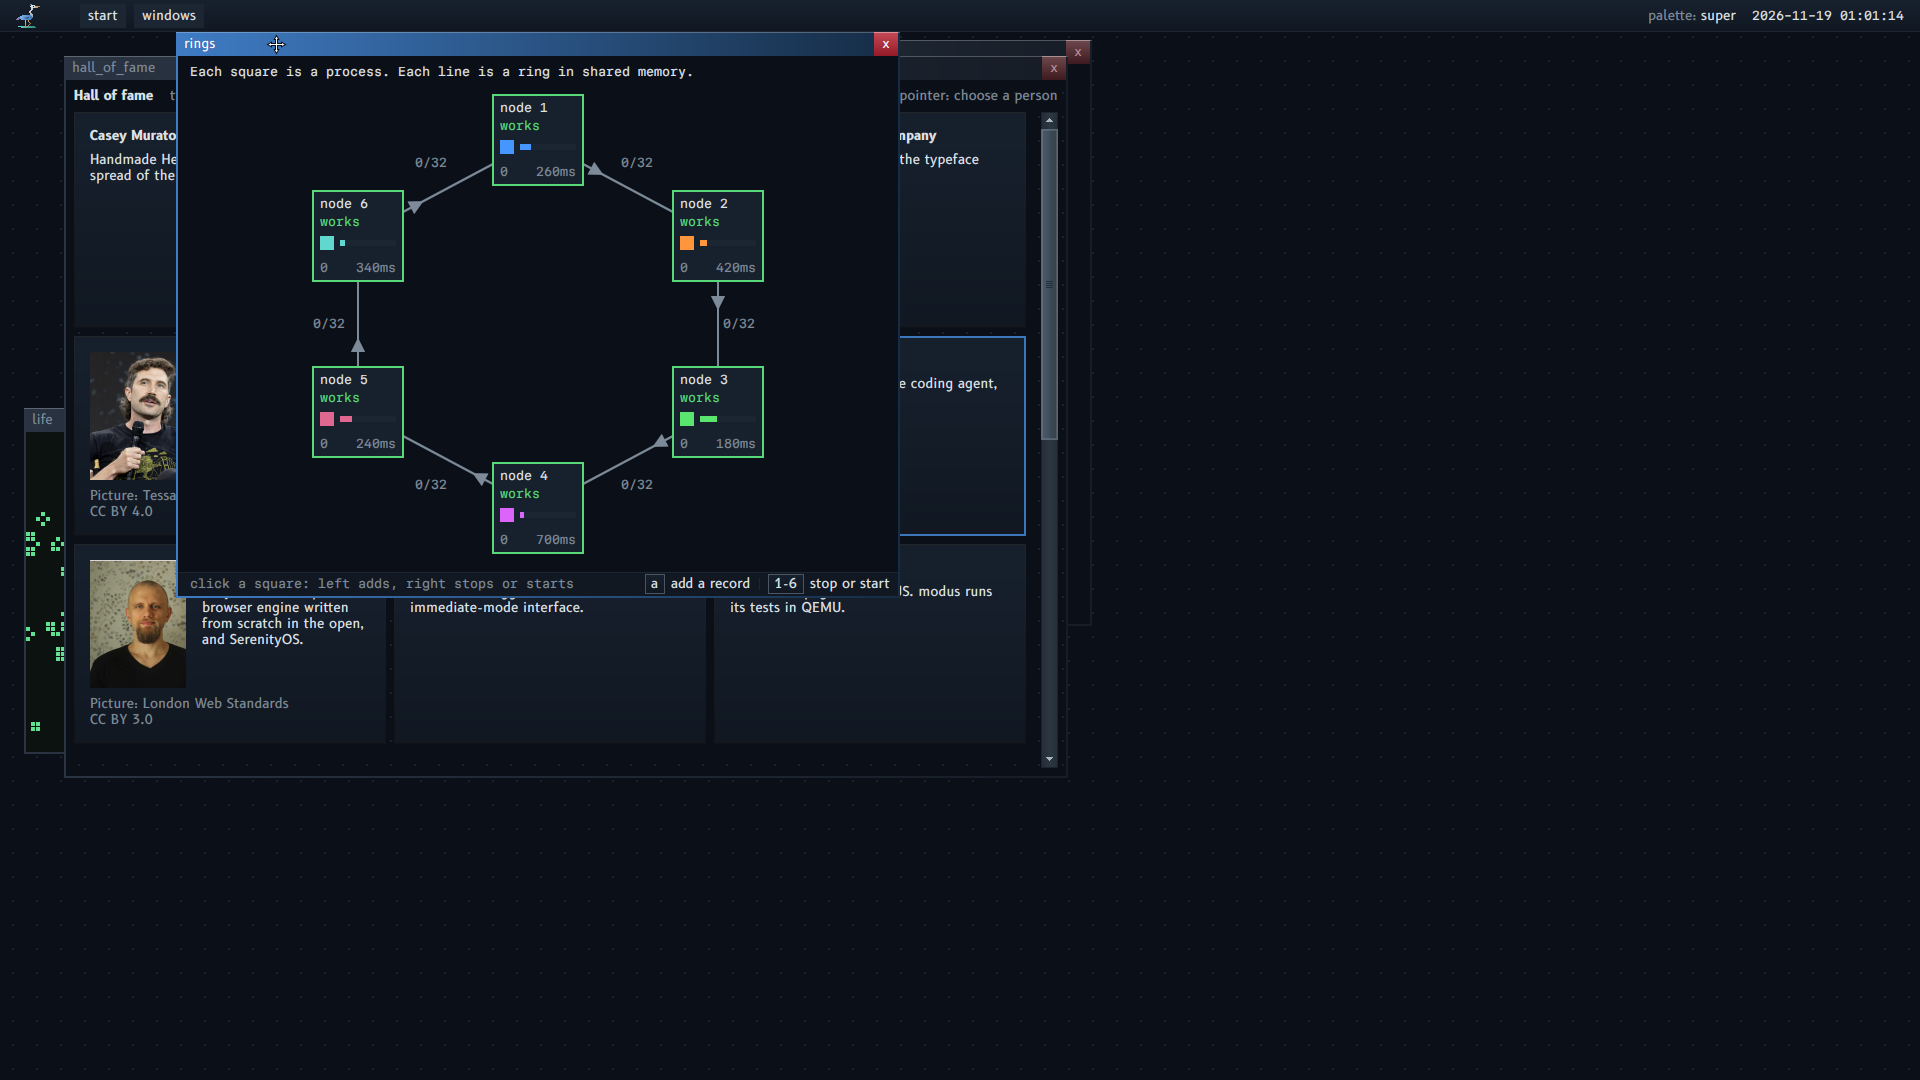 start windows palette: super 2026-11-19 01:01:14
rings x
x
hall_of_fame x
Each square is a process. Each line is a ring in shared memory.
Hall of fame
pointer: choose a person
Casey
Handmade
spread of the
the typeface
node 1
works
0 260ms
0/32
0/32
node 6
works
0 340ms
node 2
works
0 420ms
0/32
0/32
node 5
works
0 240ms
node 3
works
0 180ms
0/32
0/32
node 4
works
0 700ms
coding agent,
life
Picture: Tessa
CC BY 4.0
click a square: left adds, right stops or starts a add a record 1-6 stop or start
browser engine written
from scratch in the open,
and SerenityOS.
immediate-mode interface.
modus runs
its tests in QEMU.
Picture: London Web Standards
CC BY 3.0